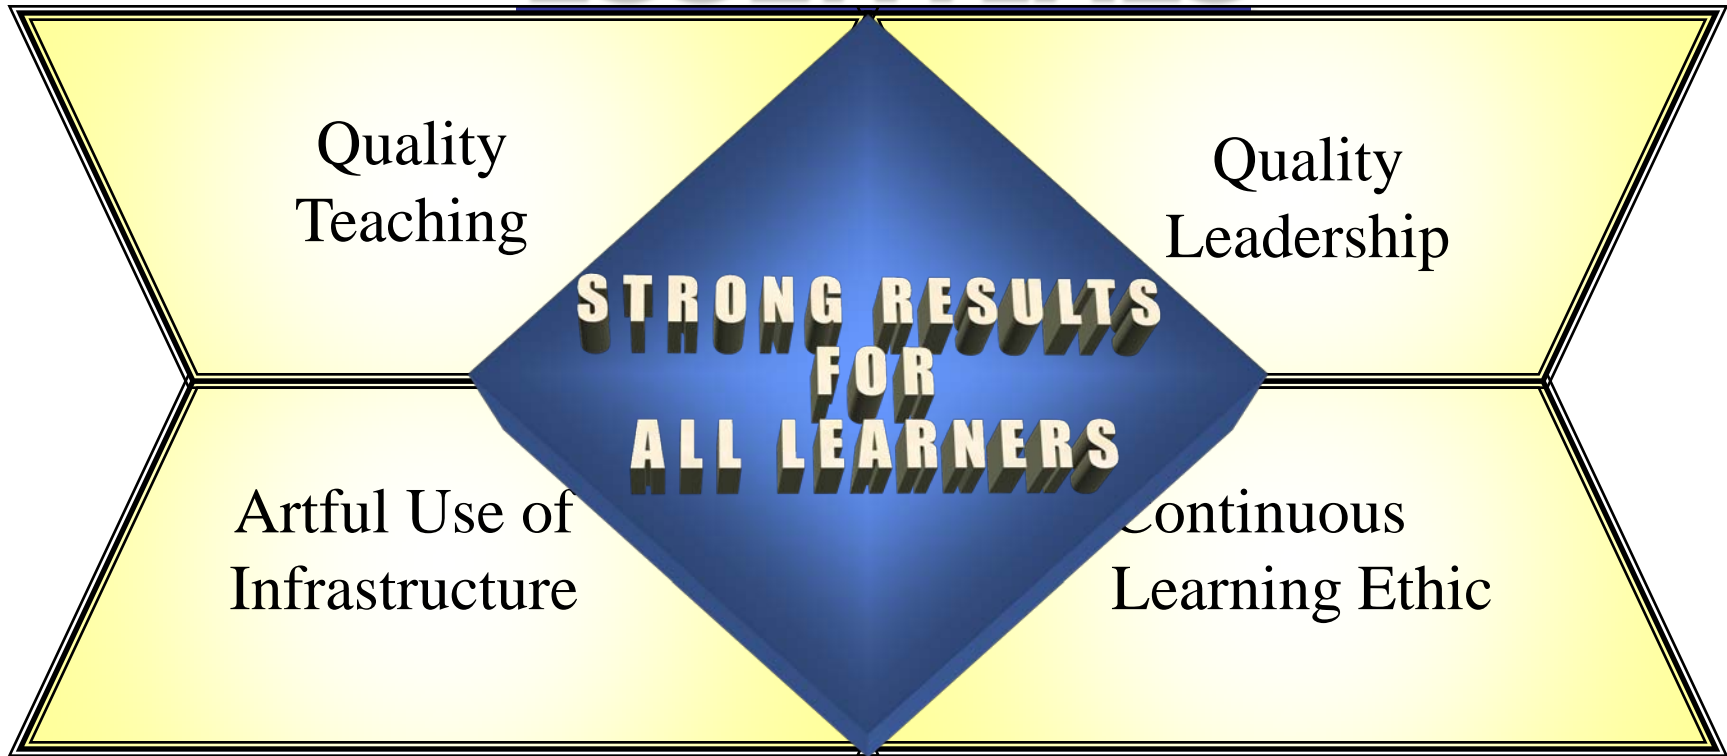 Quality
Teaching
Quality
Leadership
STRONG RESULTS
FOR
ALL LEARNERS
Artful Use of
Infrastructure
Continuous
Learning Ethic